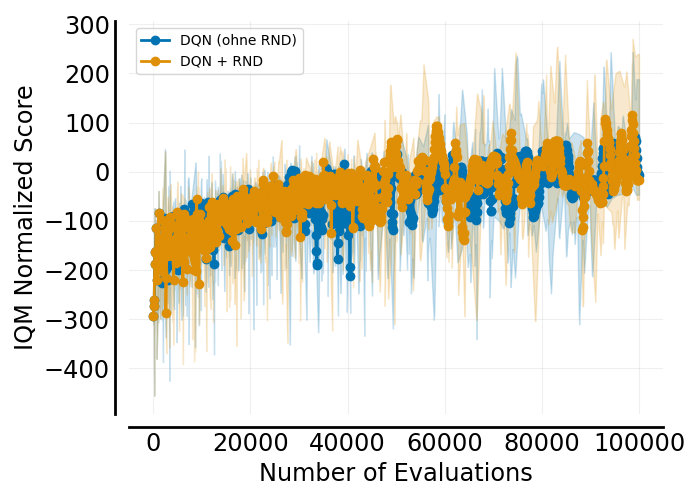 DQN (ohne RND)
DQN + RND
300
200
100
0
−100
−200
−300
−400
IQM Normalized Score
0 20000 40000 60000 80000 100000
Number of Evaluations